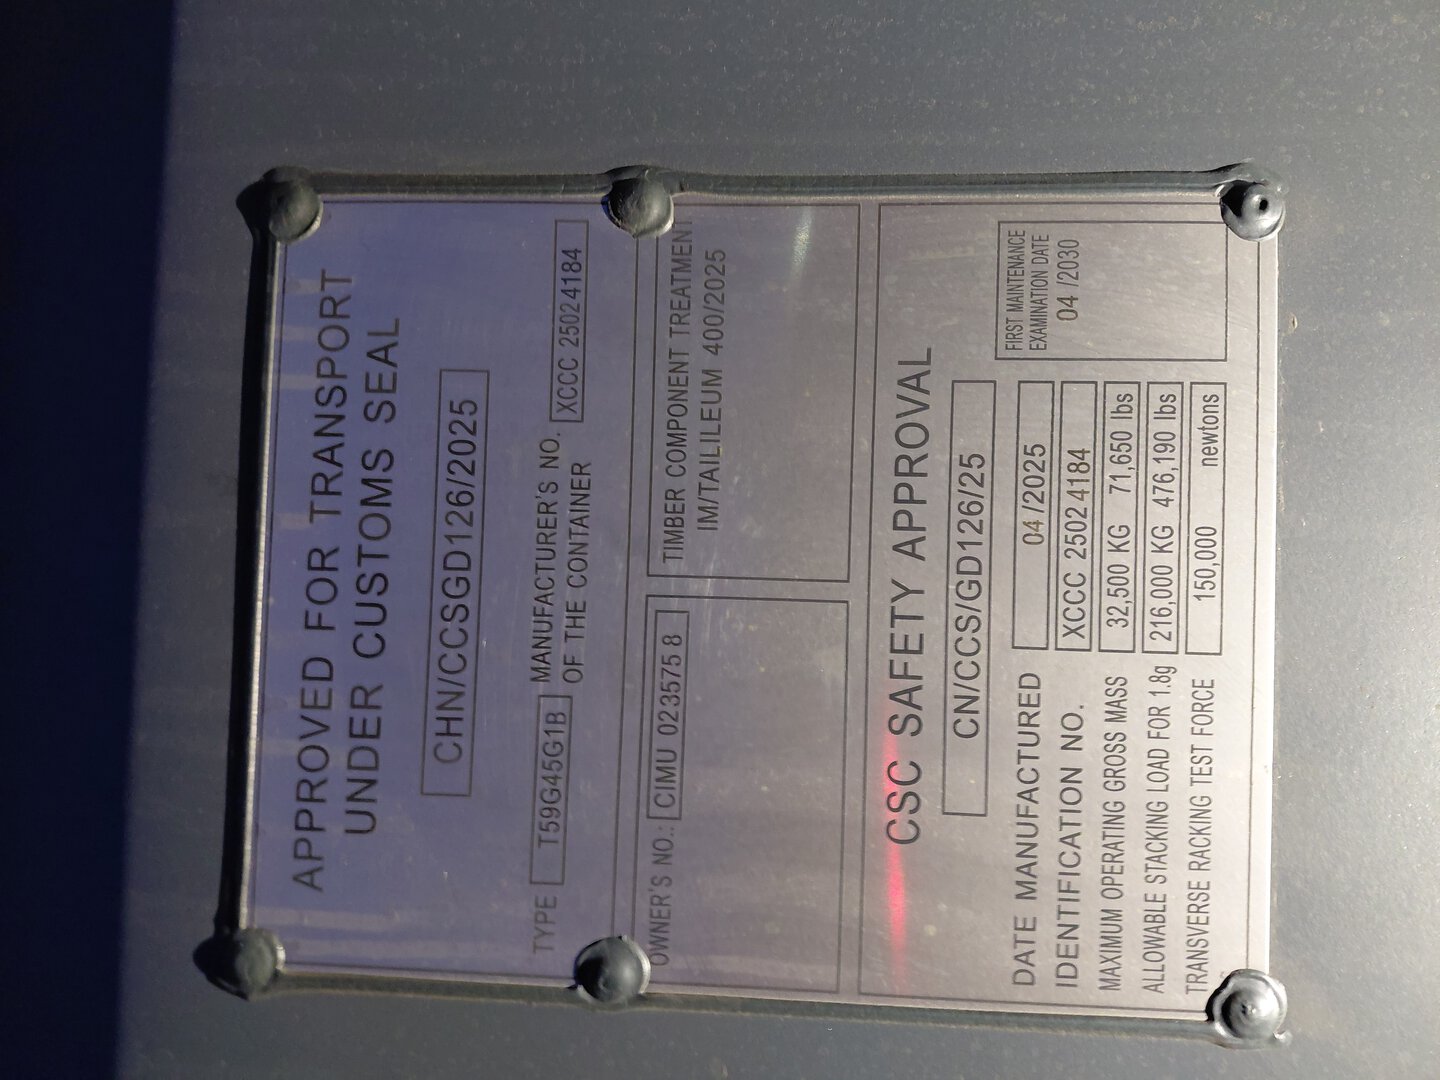 APPROVED FOR TRANSPORT
UNDER CUSTOMS SEAL
CHN/CCSGD126/2025
TYPE T59G45G1B MANUFACTURER'S NO. OF THE CONTAINER XCCC 25024184
OWNER'S NO.: CIMU 023575 8
TIMBER COMPONENT TREATMENT
IM/TAILILEUM 400/2025
CSC SAFETY APPROVAL
CN/CCS/GD126/25
DATE MANUFACTURED 04 /2025
IDENTIFICATION NO. XCCC 25024184
MAXIMUM OPERATING GROSS MASS 32,500 KG 71,650 lbs
ALLOWABLE STACKING LOAD FOR 1.8g 216,000 KG 476,190 lbs
TRANSVERSE RACKING TEST FORCE 150,000 newtons
FIRST MAINTENANCE
EXAMINATION DATE
04 /2030